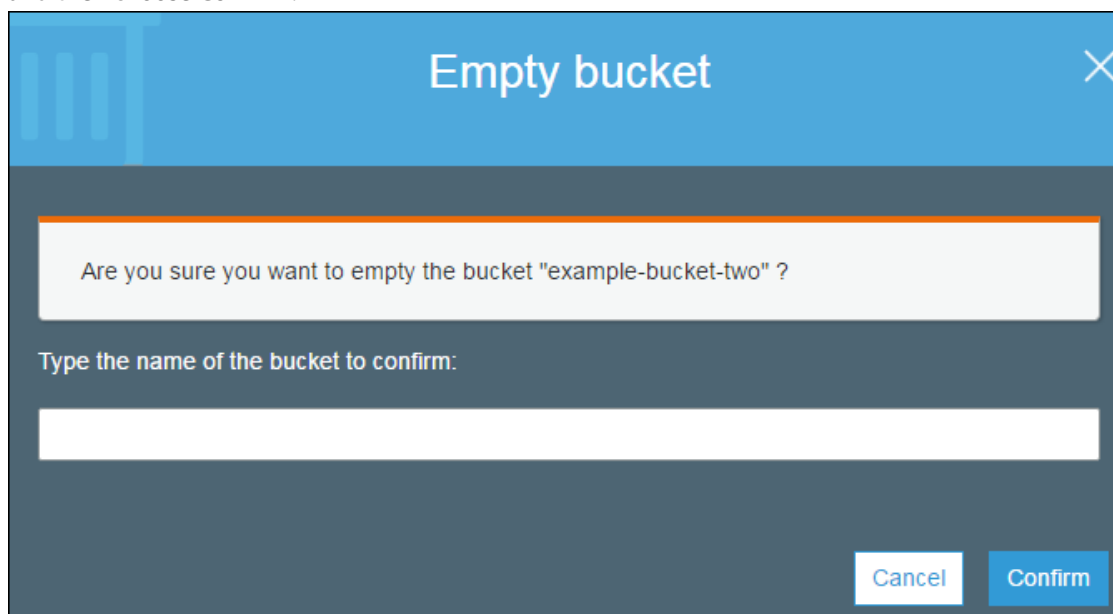 Empty bucket
Are you sure you want to empty the bucket "example-bucket-two" ?
Type the name of the bucket to confirm:
Cancel Confirm